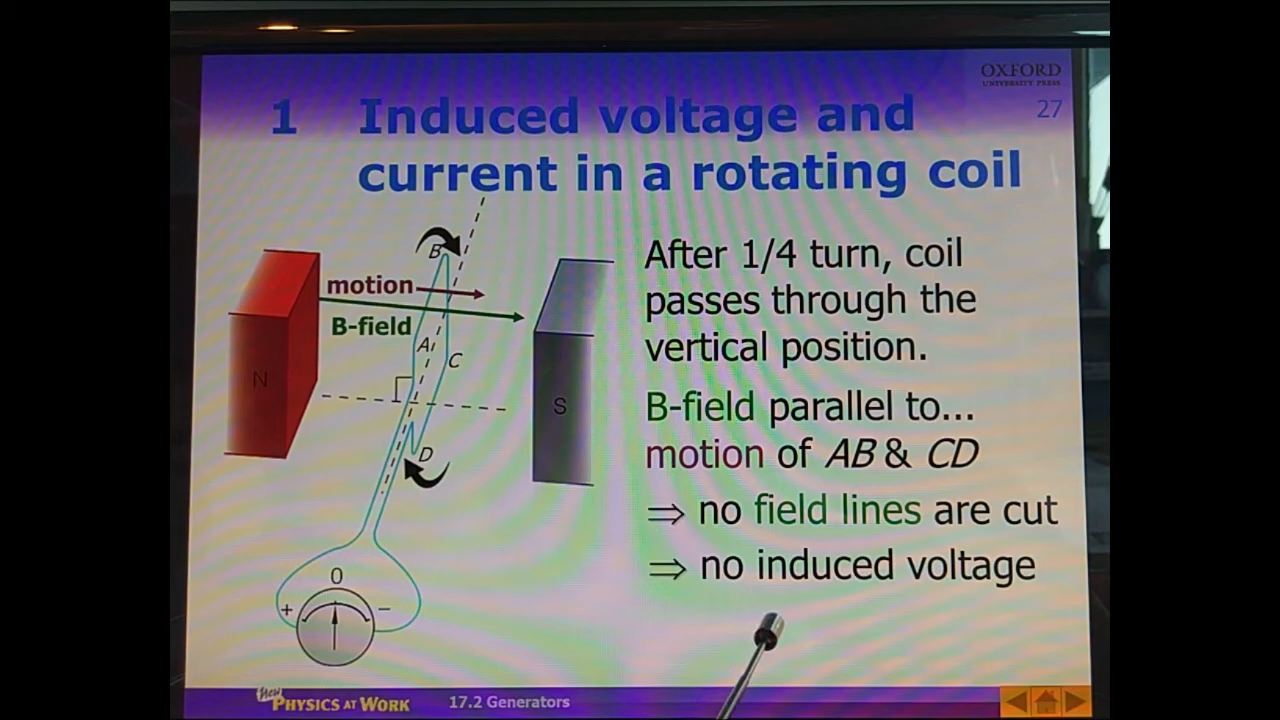 OXFORD
UNIVERSITY PRESS
27
1 Induced voltage and
current in a rotating coil
B
motion
B-field
A
C
N
S
D
0
+
−
After 1/4 turn, coil
passes through the
vertical position.
B-field parallel to...
motion of AB & CD
⇒ no field lines are cut
⇒ no induced voltage
New
PHYSICS AT WORK
17.2 Generators